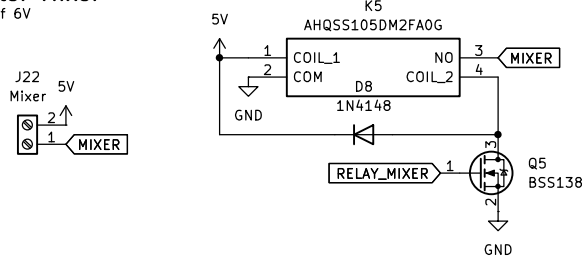 f 6V
K5
AHQSS105DM2FA0G
5V
1 COIL_1 NO 3 MIXER
2 COM COIL_2 4
D8
1N4148
GND
J22
Mixer 5V
2
1 MIXER
3
RELAY_MIXER 1
Q5
BSS138
2
GND